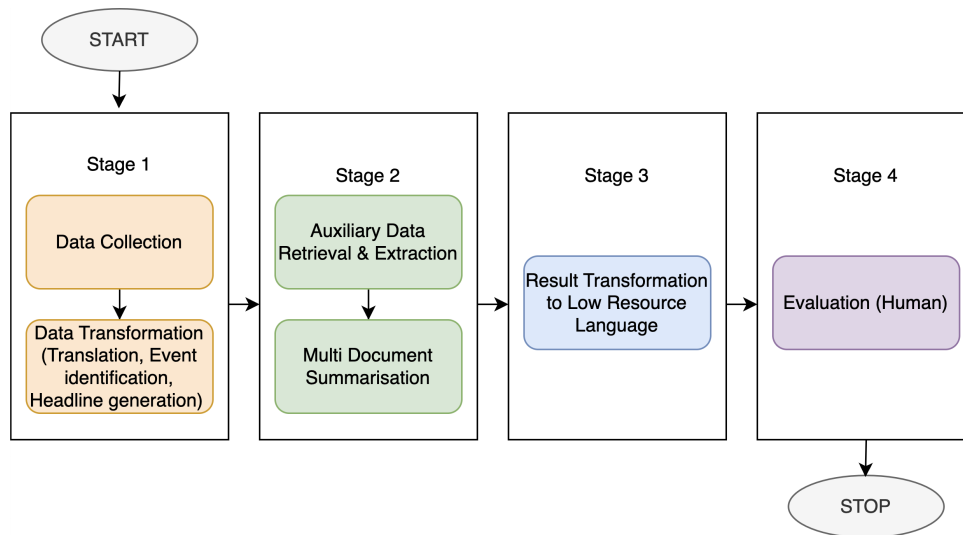 START
Stage 1
Data Collection
Data Transformation
(Translation, Event
identification,
Headline generation)
Stage 2
Auxiliary Data
Retrieval & Extraction
Multi Document
Summarisation
Stage 3
Result Transformation
to Low Resource
Language
Stage 4
Evaluation (Human)
STOP